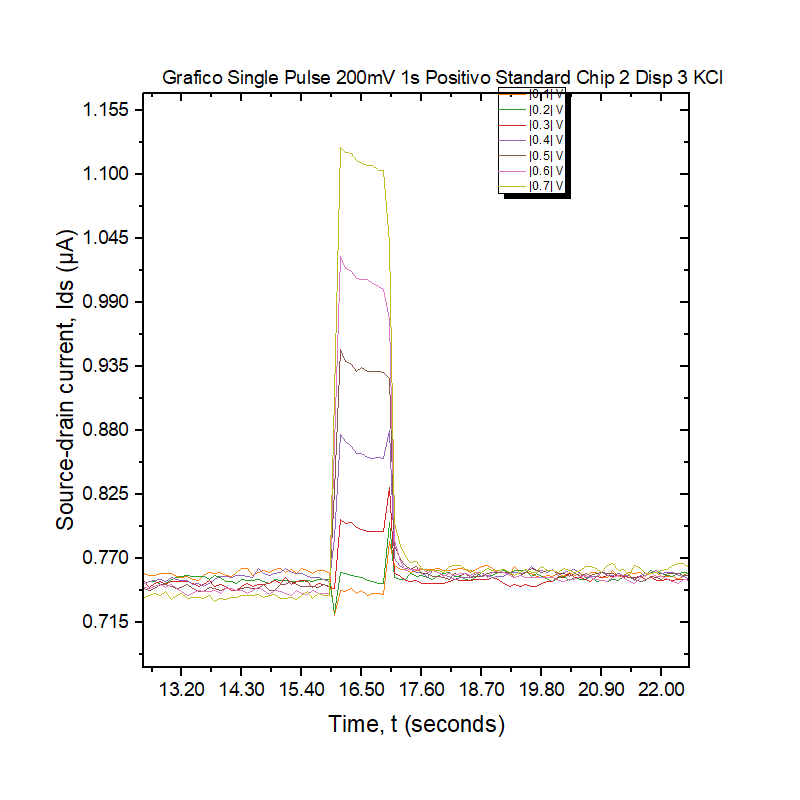 Grafico Single Pulse 200mV 1s Positivo Standard Chip 2 Disp 3 KCl
|0.1| V
|0.2| V
|0.3| V
|0.4| V
|0.5| V
|0.6| V
|0.7| V
1.155
1.100
1.045
0.990
0.935
0.880
0.825
0.770
0.715
Source-drain current, Ids (μA)
13.20 14.30 15.40 16.50 17.60 18.70 19.80 20.90 22.00
Time, t (seconds)